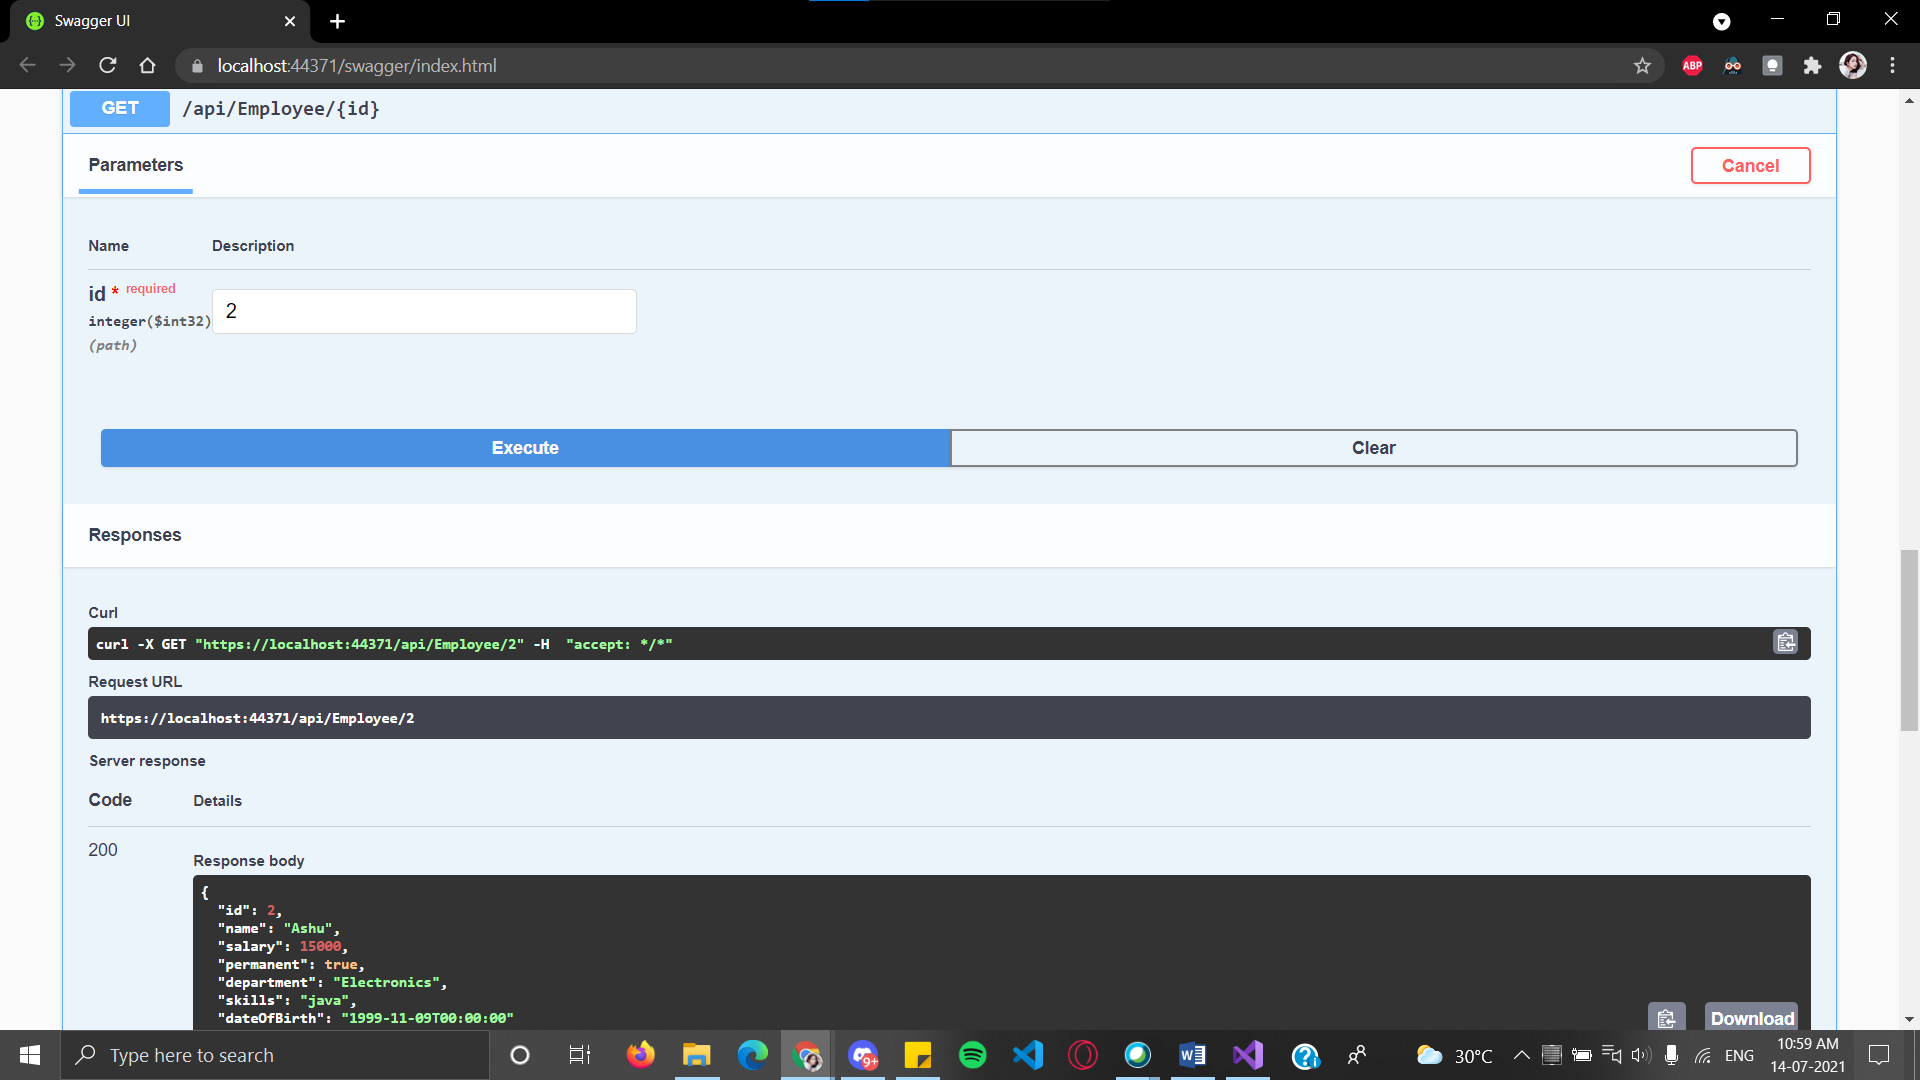 Swagger UI
localhost:44371/swagger/index.html
ABP
GET /api/Employee/{id}
Parameters
Cancel
Name Description
id * required
integer($int32)
(path)
2
Execute Clear
Responses
Curl
curl -X GET "https://localhost:44371/api/Employee/2" -H  "accept: */*"
Request URL
https://localhost:44371/api/Employee/2
Server response
Code Details
200
Response body
{
"id": 2,
"name": "Ashu",
"salary": 15000,
"permanent": true,
"department": "Electronics",
"skills": "java",
"dateOfBirth": "1999-11-09T00:00:00"
Download
Type here to search
9+
30°C
ENG
10:59 AM
14-07-2021